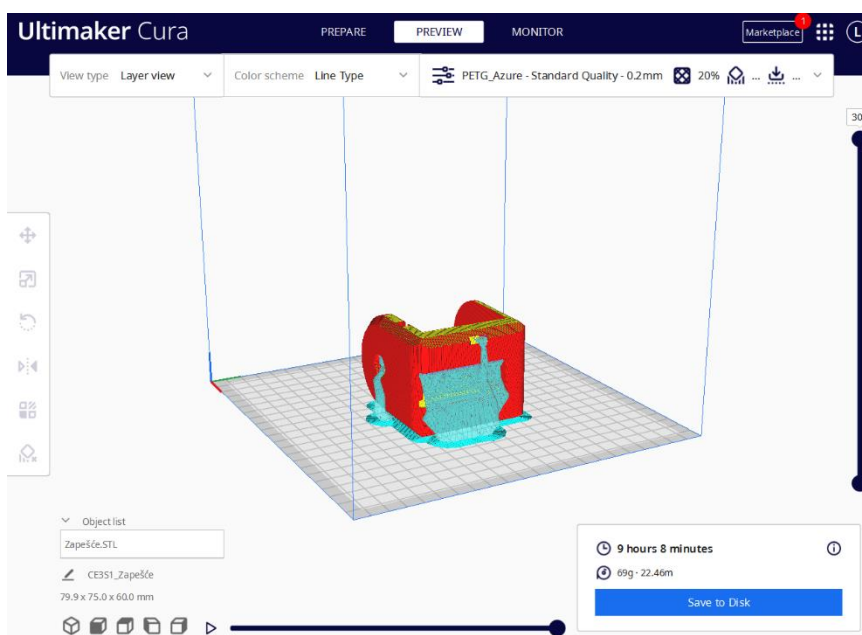 Ultimaker Cura
PREPARE
PREVIEW
MONITOR
Marketplace
1
L
View type Layer view
Color scheme Line Type
PETG_Azure - Standard Quality - 0.2mm
20%
...
...
30
Object list
Zapešće.STL
CE3S1_Zapešće
79.9 x 75.0 x 60.0 mm
9 hours 8 minutes
69g · 22.46m
Save to Disk